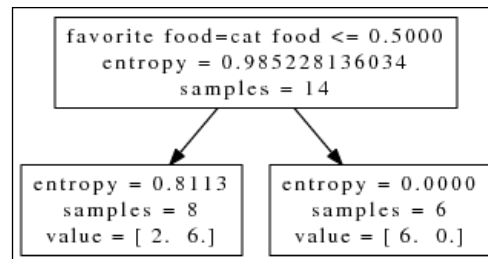 favorite food=cat food <= 0.5000
entropy = 0.985228136034
samples = 14
entropy = 0.8113
samples = 8
value = [ 2. 6.]
entropy = 0.0000
samples = 6
value = [ 6. 0.]